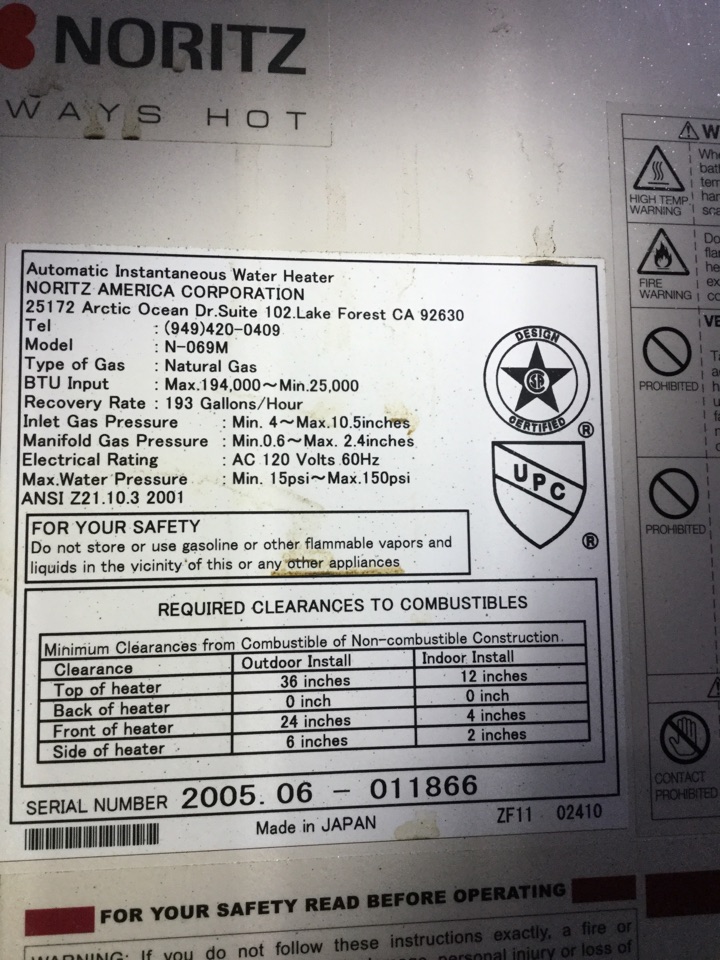 NORITZ
WAYS HOT
Automatic Instantaneous Water Heater
NORITZ AMERICA CORPORATION
25172 Arctic Ocean Dr.Suite 102.Lake Forest CA 92630
Tel : (949)420-0409
Model : N-069M
Type of Gas : Natural Gas
BTU Input : Max.194,000~Min.25,000
Recovery Rate : 193 Gallons/Hour
Inlet Gas Pressure : Min. 4~Max.10.5inches
Manifold Gas Pressure : Min.0.6~Max. 2.4inches
Electrical Rating : AC 120 Volts 60Hz
Max.Water Pressure : Min. 15psi~Max.150psi
ANSI Z21.10.3 2001
DESIGN
CERTIFIED
®
UPC
®
FOR YOUR SAFETY
Do not store or use gasoline or other flammable vapors and
liquids in the vicinity of this or any other appliances
REQUIRED CLEARANCES TO COMBUSTIBLES
Minimum Clearances from Combustible of Non-combustible Construction.
Clearance Outdoor Install Indoor Install
Top of heater 36 inches 12 inches
Back of heater 0 inch 0 inch
Front of heater 24 inches 4 inches
Side of heater 6 inches 2 inches
SERIAL NUMBER 2005. 06 - 011866
Made in JAPAN ZF11 02410
FOR YOUR SAFETY READ BEFORE OPERATING
WARNING: If you do not follow these instructions exactly, a fire or
personal injury or loss of
HIGH TEMP
WARNING
FIRE
WARNING
PROHIBITED
PROHIBITED
CONTACT
PROHIBITED